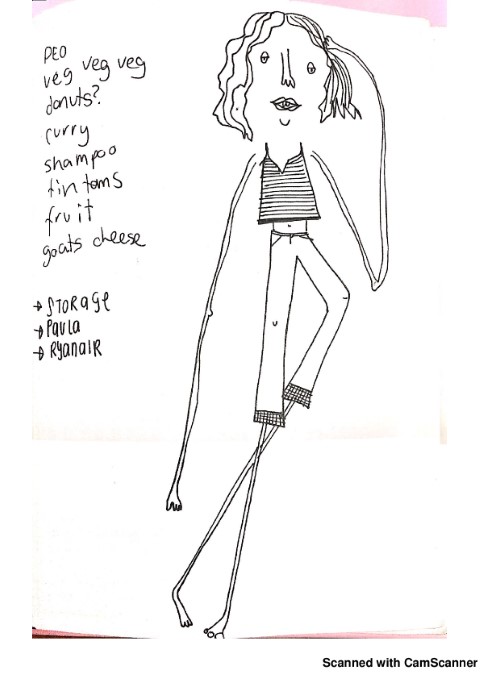 DEO
veg veg veg
donuts?
curry
shampoo
tin toms
fruit
goats cheese
→ STORAGE
→ PAULA
→ RYANAIR
Scanned with CamScanner